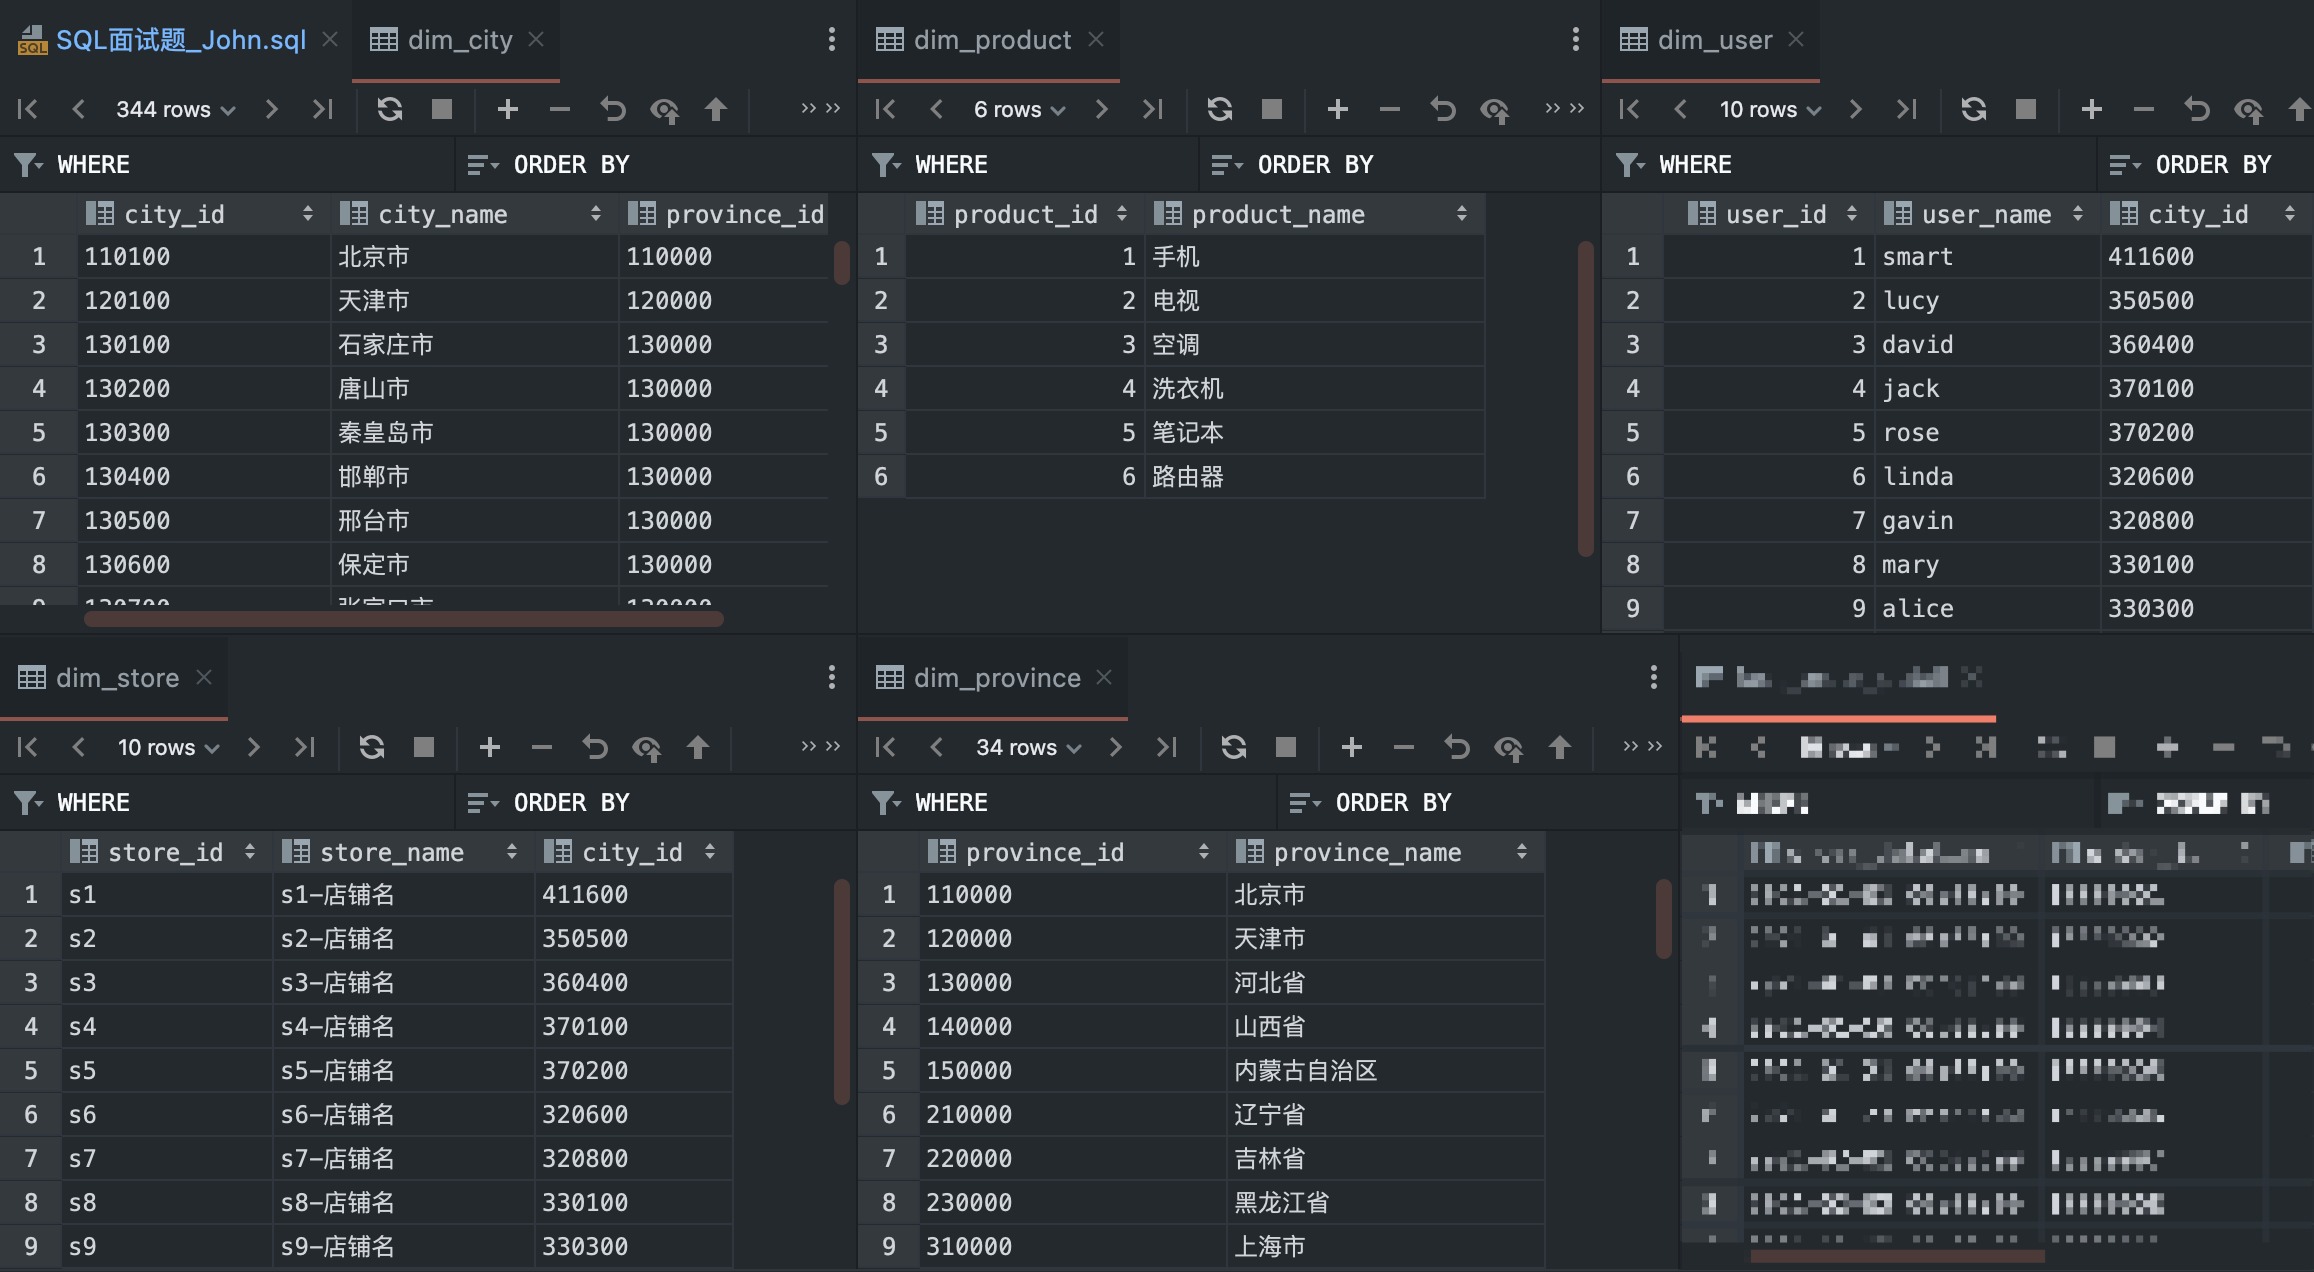 SQL面试题_John.sql dim_city
344 rows
WHERE ORDER BY
city_id city_name province_id
1 110100 北京市 110000
2 120100 天津市 120000
3 130100 石家庄市 130000
4 130200 唐山市 130000
5 130300 秦皇岛市 130000
6 130400 邯郸市 130000
7 130500 邢台市 130000
8 130600 保定市 130000
dim_product
6 rows
WHERE ORDER BY
product_id product_name
1 1 手机
2 2 电视
3 3 空调
4 4 洗衣机
5 5 笔记本
6 6 路由器
dim_user
10 rows
WHERE ORDER BY
user_id user_name city_id
1 1 smart 411600
2 2 lucy 350500
3 3 david 360400
4 4 jack 370100
5 5 rose 370200
6 6 linda 320600
7 7 gavin 320800
8 8 mary 330100
9 9 alice 330300
dim_store
10 rows
WHERE ORDER BY
store_id store_name city_id
1 s1 s1-店铺名 411600
2 s2 s2-店铺名 350500
3 s3 s3-店铺名 360400
4 s4 s4-店铺名 370100
5 s5 s5-店铺名 370200
6 s6 s6-店铺名 320600
7 s7 s7-店铺名 320800
8 s8 s8-店铺名 330100
9 s9 s9-店铺名 330300
dim_province
34 rows
WHERE ORDER BY
province_id province_name
1 110000 北京市
2 120000 天津市
3 130000 河北省
4 140000 山西省
5 150000 内蒙古自治区
6 210000 辽宁省
7 220000 吉林省
8 230000 黑龙江省
9 310000 上海市